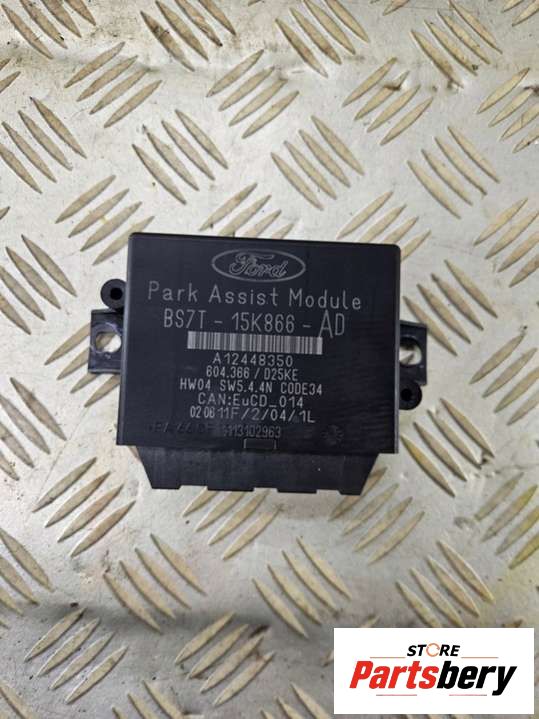 Ford
Park Assist Module
BS7T - 15K866 - AD
A12448350
604.366 / D25KE
HW04 SW5.4.4N CODE34
CAN:EuCD_014
020611F/2/04/1L
1113102963
STORE
Partsbery